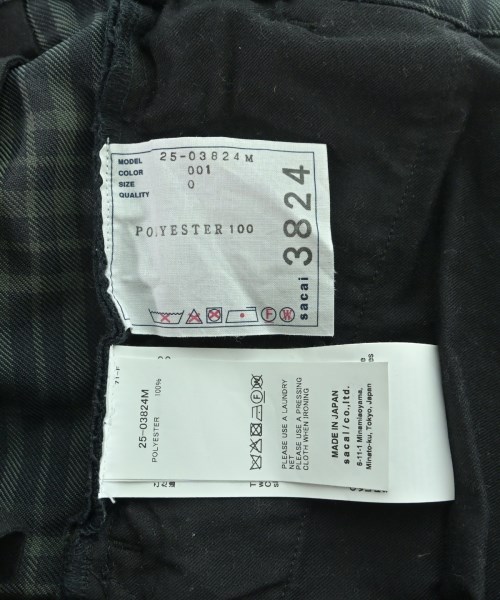 MODEL 25-03824M
COLOR 001
SIZE 0
QUALITY
POLYESTER 100
3824
sacai
F W
25-03824M
POLYESTER 100%
PLEASE USE A LAUNDRY
NET.
PLEASE USE A PRESSING
CLOTH WHEN IRONING
MADE IN JAPAN
sacai/co.,ltd.
6-11-1 Minamiaoyama,
Minato-ku, Tokyo, Japan